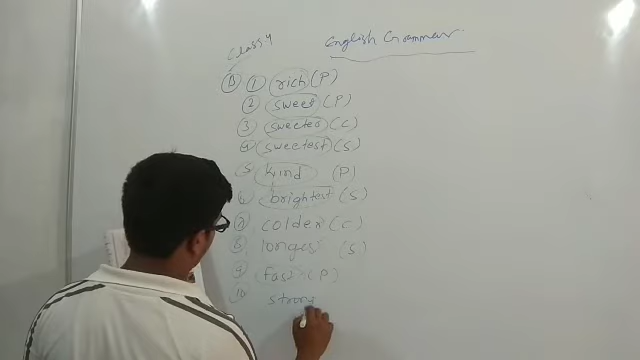 Class 4
English Grammar
B 1 rich (P)
2 sweet (P)
3 sweeter (C)
4 sweetest (S)
5 kind (P)
6 brightest (S)
7 colder (C)
8 longest (S)
9 fast (P)
10 strong